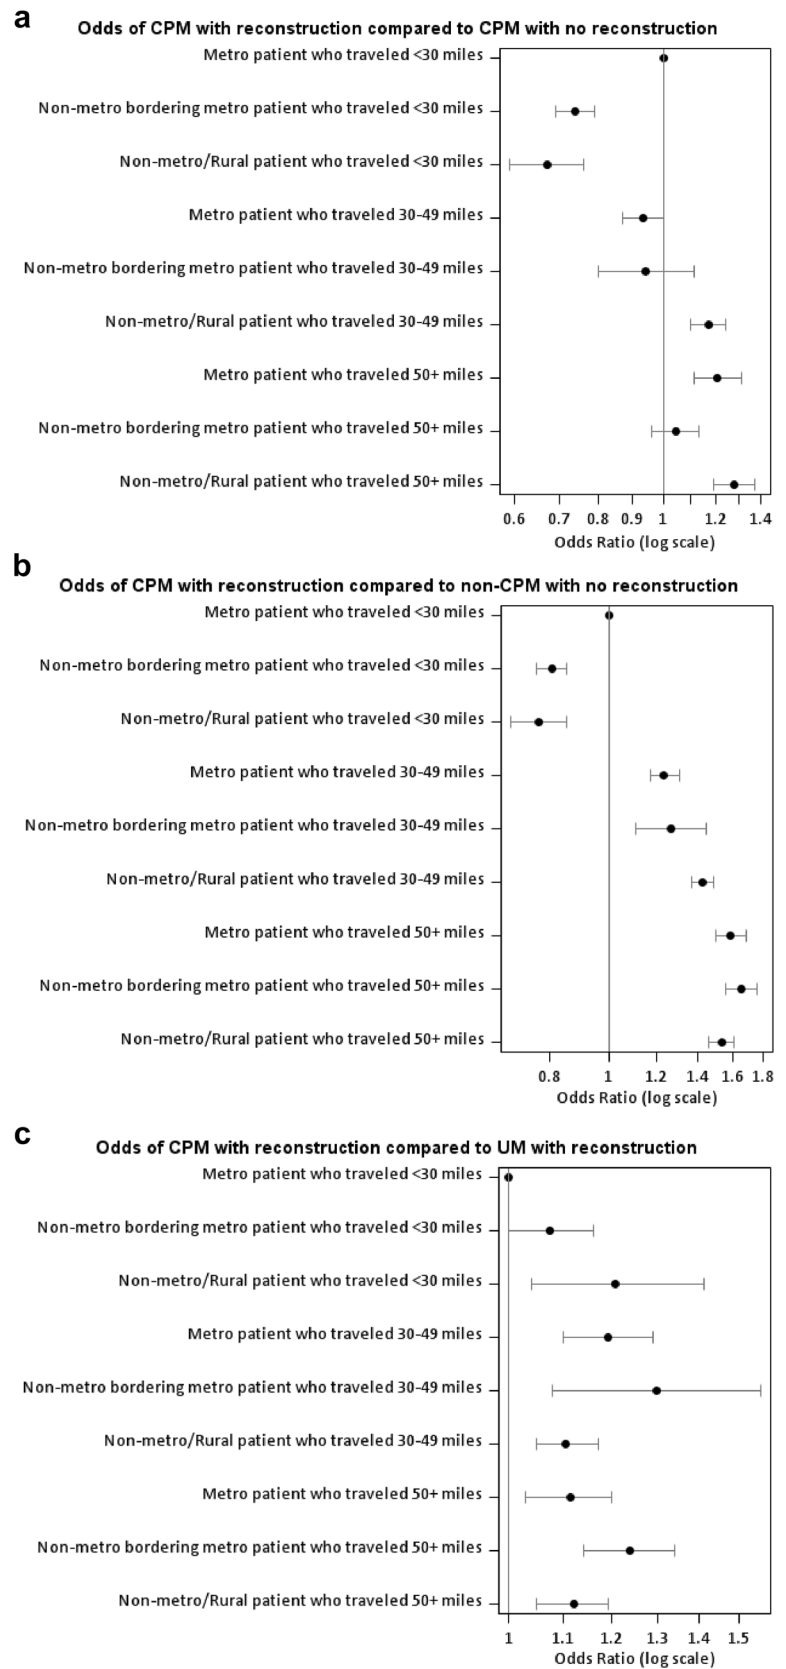 a
Odds of CPM with reconstruction compared to CPM with no reconstruction
Metro patient who traveled <30 miles
Non-metro bordering metro patient who traveled <30 miles
Non-metro/Rural patient who traveled <30 miles
Metro patient who traveled 30-49 miles
Non-metro bordering metro patient who traveled 30-49 miles
Non-metro/Rural patient who traveled 30-49 miles
Metro patient who traveled 50+ miles
Non-metro bordering metro patient who traveled 50+ miles
Non-metro/Rural patient who traveled 50+ miles
0.6 0.7 0.8 0.9 1 1.2 1.4
Odds Ratio (log scale)
b
Odds of CPM with reconstruction compared to non-CPM with no reconstruction
Metro patient who traveled <30 miles
Non-metro bordering metro patient who traveled <30 miles
Non-metro/Rural patient who traveled <30 miles
Metro patient who traveled 30-49 miles
Non-metro bordering metro patient who traveled 30-49 miles
Non-metro/Rural patient who traveled 30-49 miles
Metro patient who traveled 50+ miles
Non-metro bordering metro patient who traveled 50+ miles
Non-metro/Rural patient who traveled 50+ miles
0.8 1 1.2 1.4 1.6 1.8
Odds Ratio (log scale)
c
Odds of CPM with reconstruction compared to UM with reconstruction
Metro patient who traveled <30 miles
Non-metro bordering metro patient who traveled <30 miles
Non-metro/Rural patient who traveled <30 miles
Metro patient who traveled 30-49 miles
Non-metro bordering metro patient who traveled 30-49 miles
Non-metro/Rural patient who traveled 30-49 miles
Metro patient who traveled 50+ miles
Non-metro bordering metro patient who traveled 50+ miles
Non-metro/Rural patient who traveled 50+ miles
1 1.1 1.2 1.3 1.4 1.5
Odds Ratio (log scale)